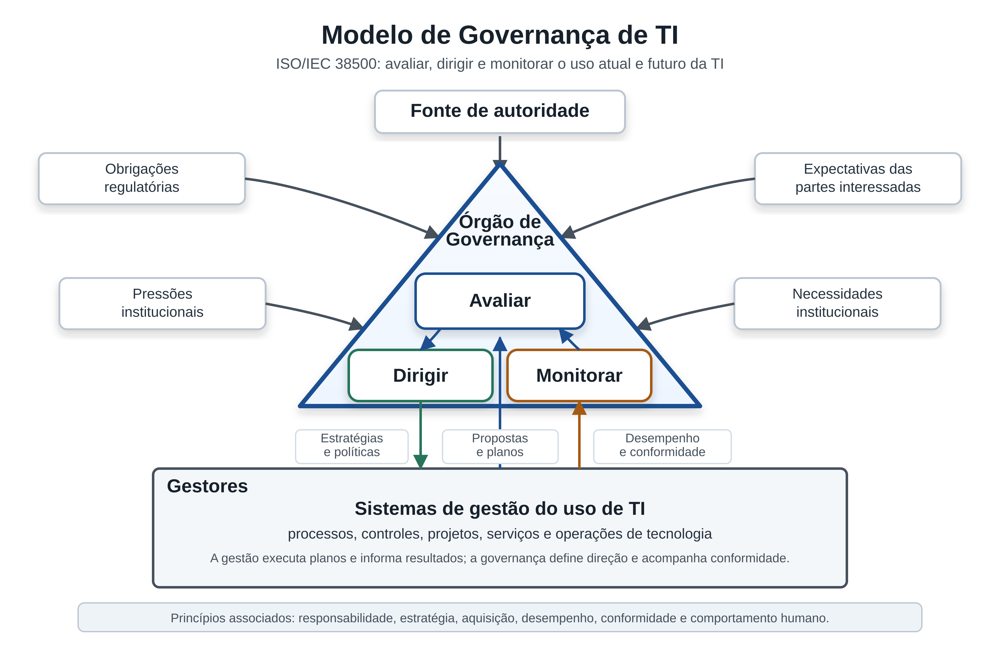 Modelo de Governança de TI
ISO/IEC 38500: avaliar, dirigir e monitorar o uso atual e futuro da TI
Fonte de autoridade
Obrigações
regulatórias
Expectativas das
partes interessadas
Órgão de
Governança
Pressões
institucionais
Avaliar
Necessidades
institucionais
Dirigir
Monitorar
Estratégias
e políticas
Propostas
e planos
Desempenho
e conformidade
Gestores
Sistemas de gestão do uso de TI
processos, controles, projetos, serviços e operações de tecnologia
A gestão executa planos e informa resultados; a governança define direção e acompanha conformidade.
Princípios associados: responsabilidade, estratégia, aquisição, desempenho, conformidade e comportamento humano.